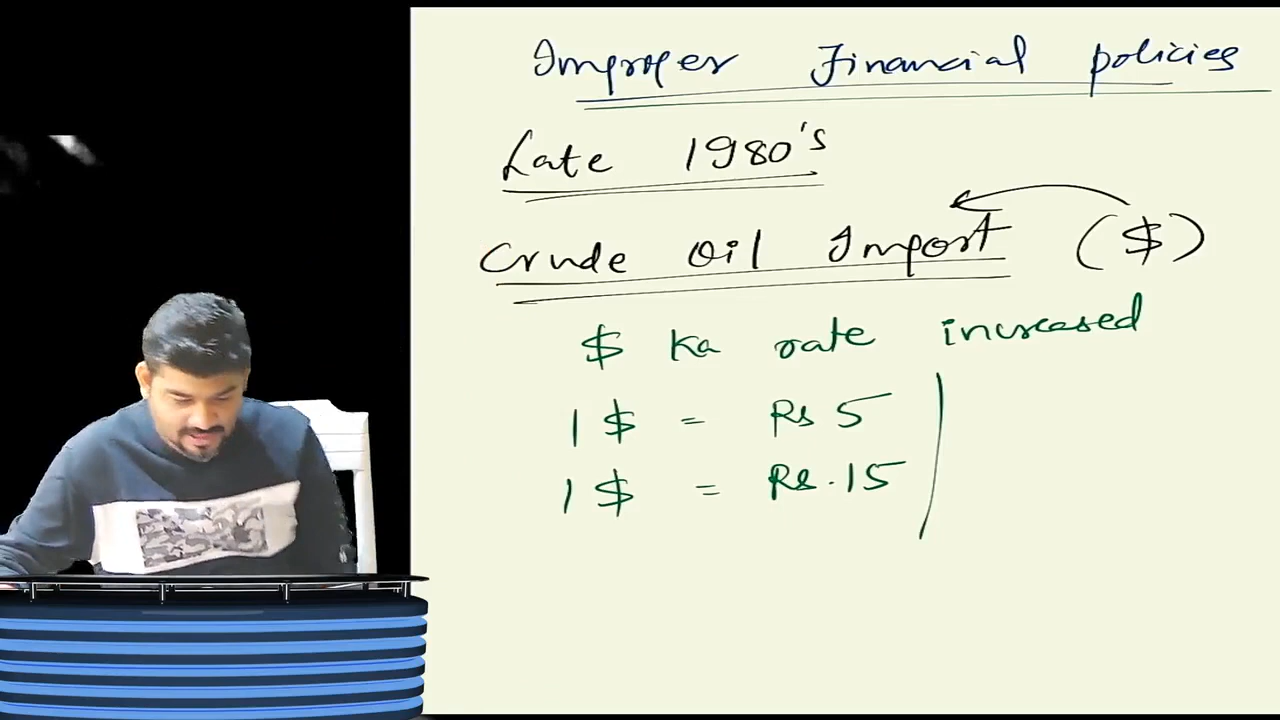 Improper Financial policies
Late 1980's
Crude Oil Import ($)
$ ka rate increased
1 $ = Rs 5
1 $ = Rs. 15